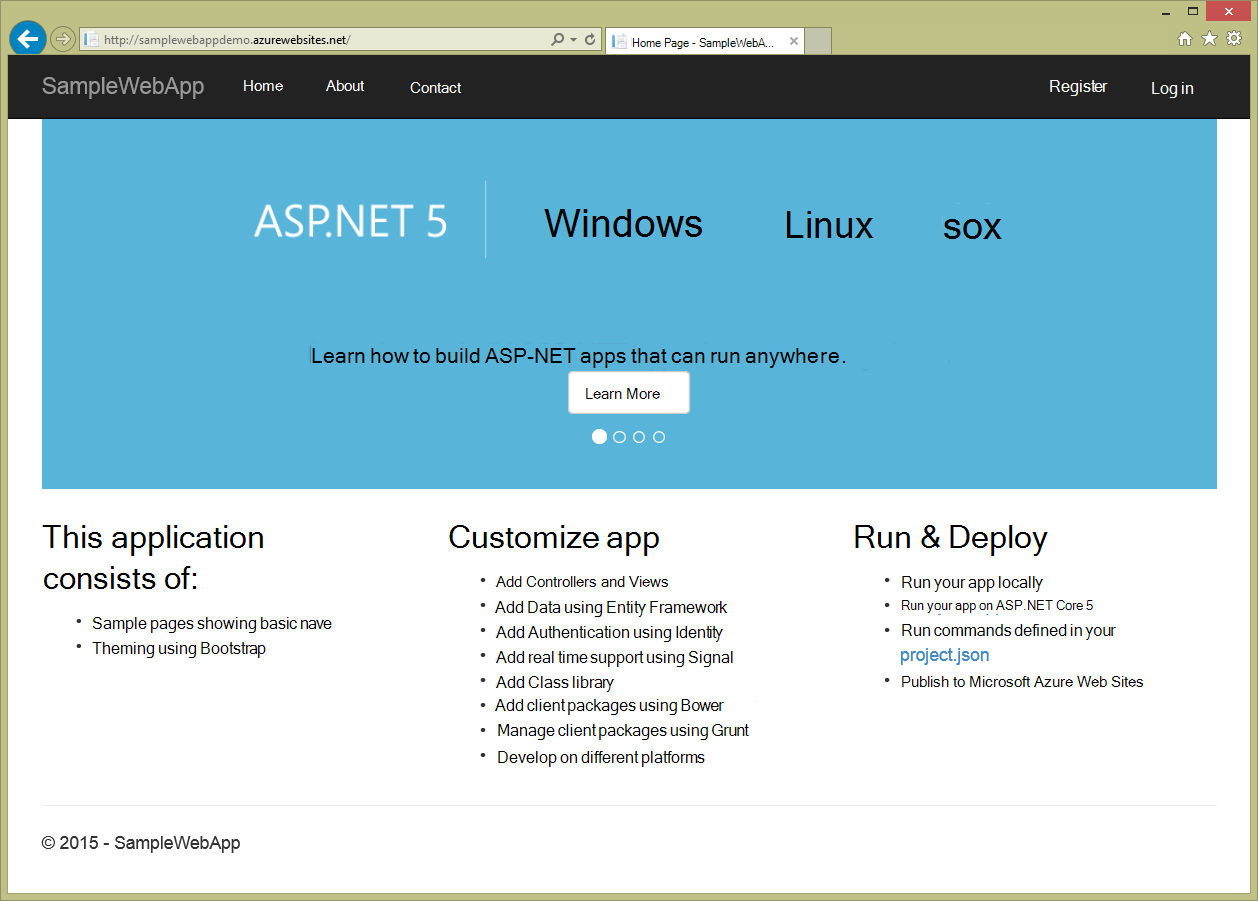 http://samplewebappdemo.azurewebsites.net/
Home Page - SampleWebA...
SampleWebApp Home About Contact Register Log in
ASP.NET 5 Windows Linux sox
Learn how to build ASP-NET apps that can run anywhere.
Learn More
This application
consists of:
• Sample pages showing basic nave
• Theming using Bootstrap
Customize app
• Add Controllers and Views
• Add Data using Entity Framework
• Add Authentication using Identity
• Add real time support using Signal
• Add Class library
• Add client packages using Bower
• Manage client packages using Grunt
• Develop on different platforms
Run & Deploy
• Run your app locally
• Run your app on ASP.NET Core 5
• Run commands defined in your
project.json
• Publish to Microsoft Azure Web Sites
© 2015 - SampleWebApp